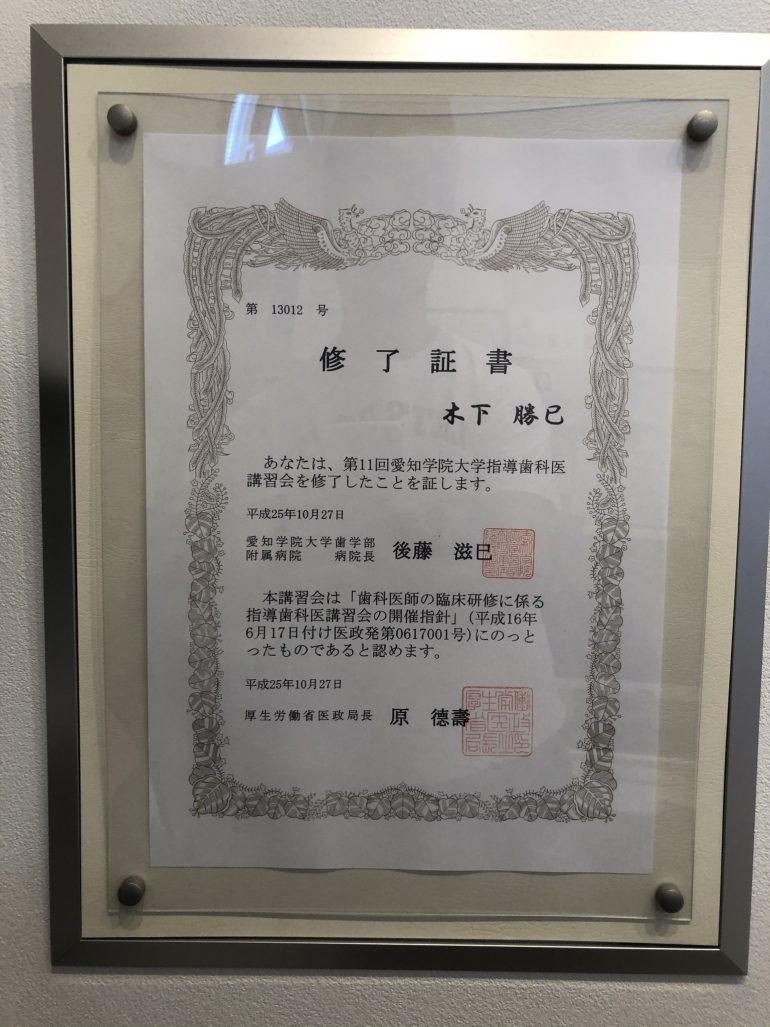 第 13012 号
修了証書
木下 勝已
あなたは、第11回愛知学院大学指導歯科医
講習会を修了したことを証します。
平成25年10月27日
愛知学院大学歯学部
附属病院 病院長 後藤 滋巳
本講習会は「歯科医師の臨床研修に係る
指導歯科医講習会の開催指針」(平成16年
6月17日付け医政発第0617001号)にのっと
ったものであると認めます。
平成25年10月27日
厚生労働省医政局長 原 德壽